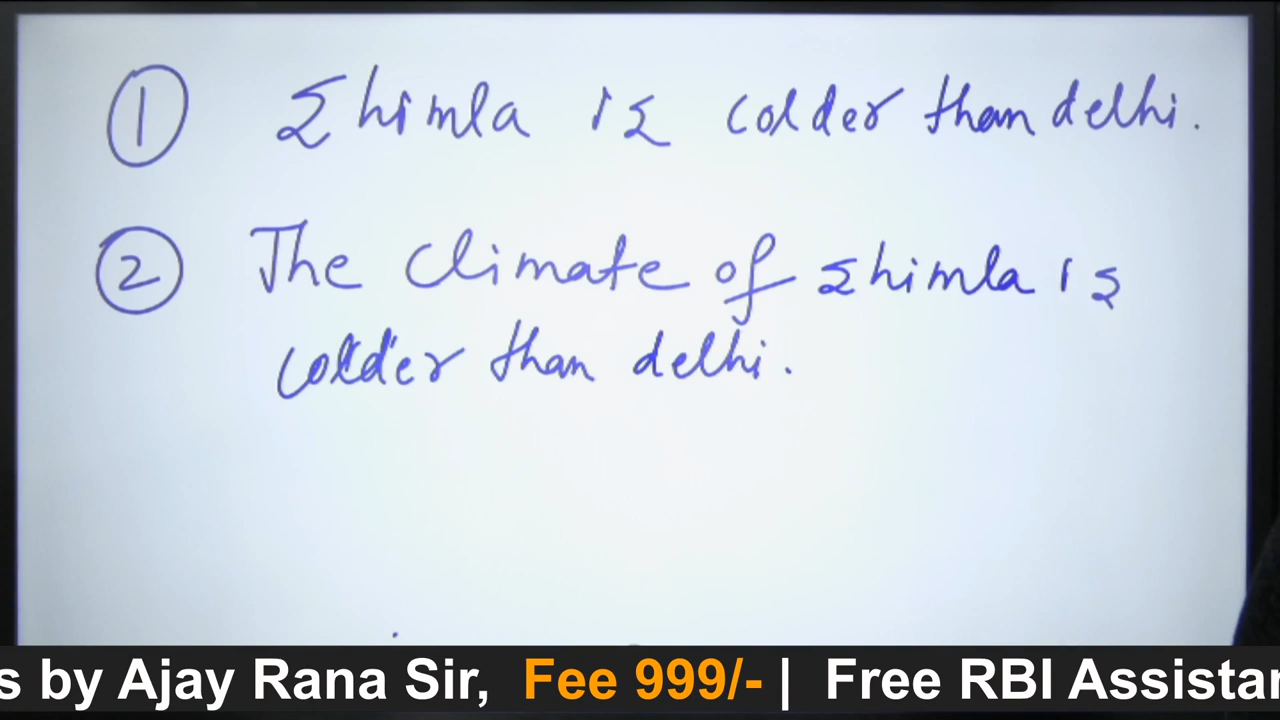 1 Shimla is colder than delhi.
2 The climate of shimla is
colder than delhi.
s by Ajay Rana Sir, Fee 999/- | Free RBI Assistan